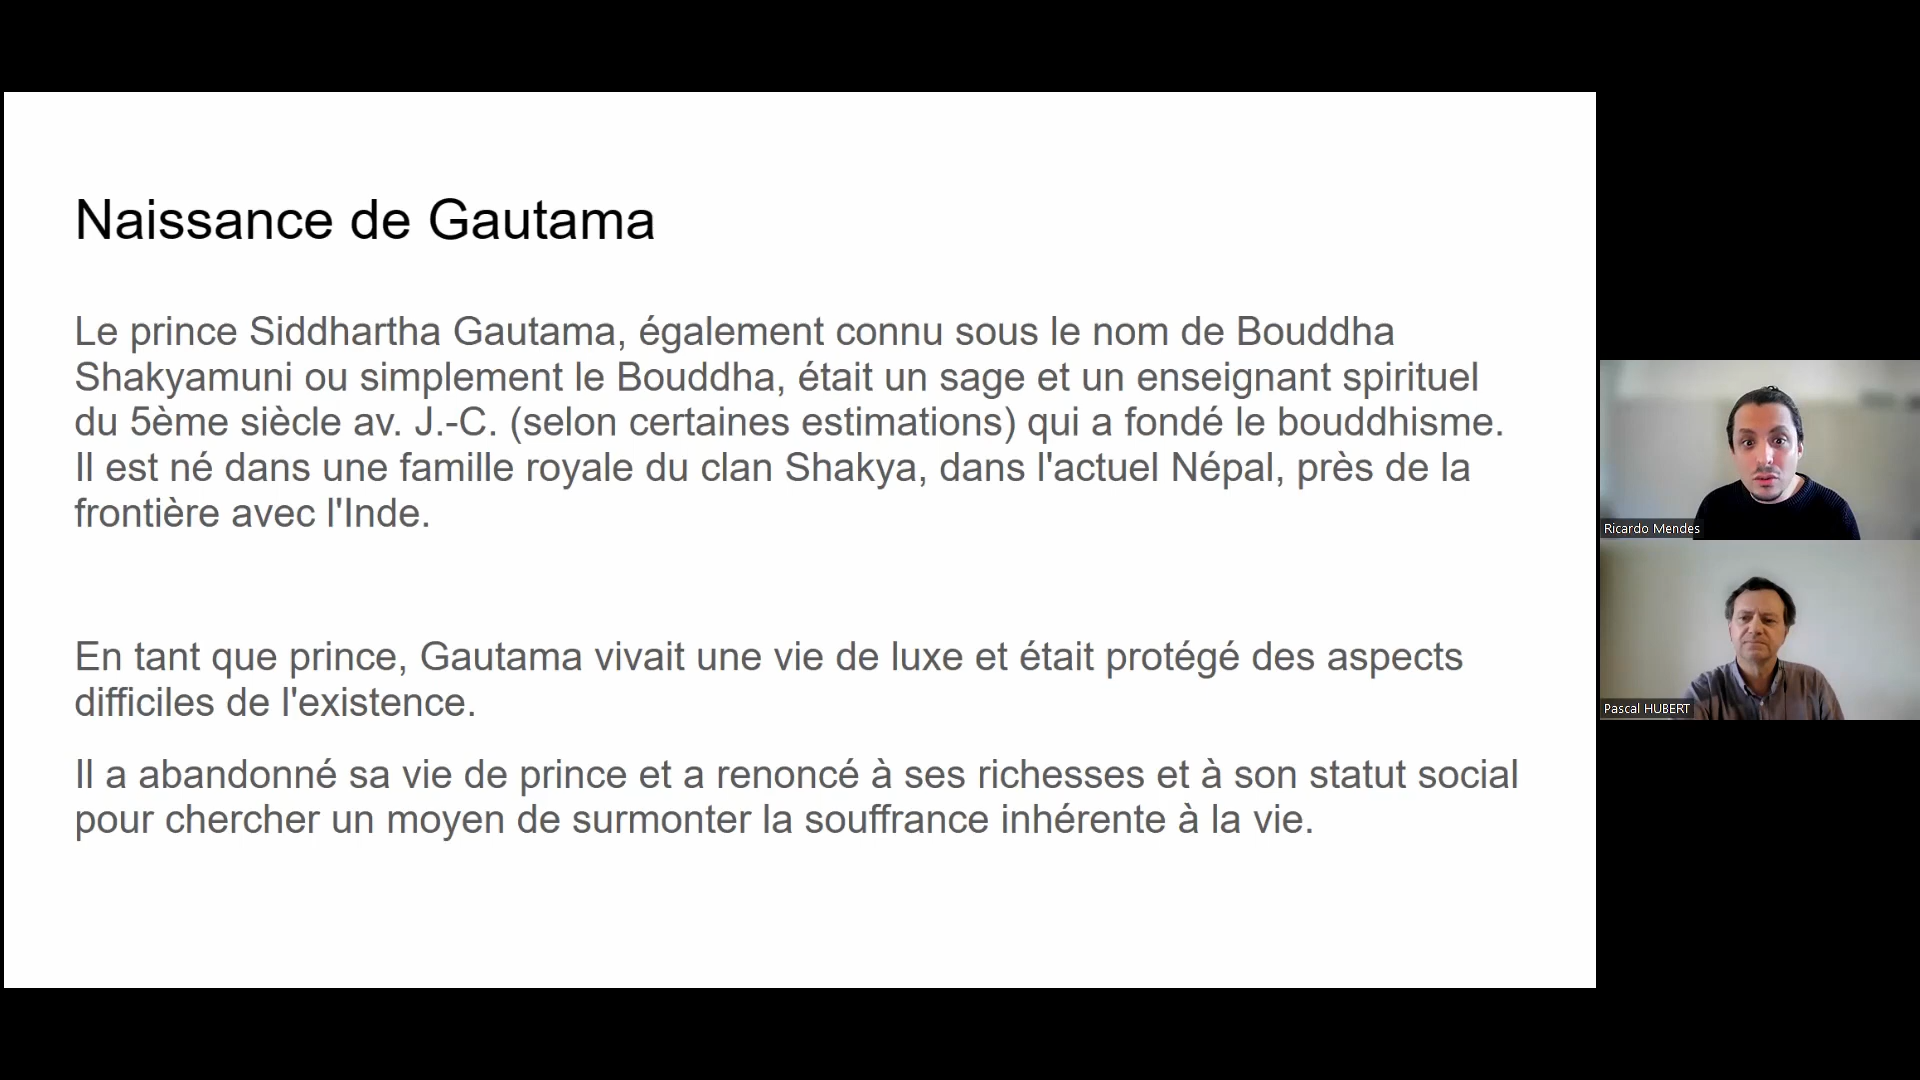 Naissance de Gautama
Le prince Siddhartha Gautama, également connu sous le nom de Bouddha
Shakyamuni ou simplement le Bouddha, était un sage et un enseignant spirituel
du 5ème siècle av. J.-C. (selon certaines estimations) qui a fondé le bouddhisme.
Il est né dans une famille royale du clan Shakya, dans l'actuel Népal, près de la
frontière avec l'Inde.
En tant que prince, Gautama vivait une vie de luxe et était protégé des aspects
difficiles de l'existence.
Il a abandonné sa vie de prince et a renoncé à ses richesses et à son statut social
pour chercher un moyen de surmonter la souffrance inhérente à la vie.
Ricardo Mendes
Pascal HUBERT